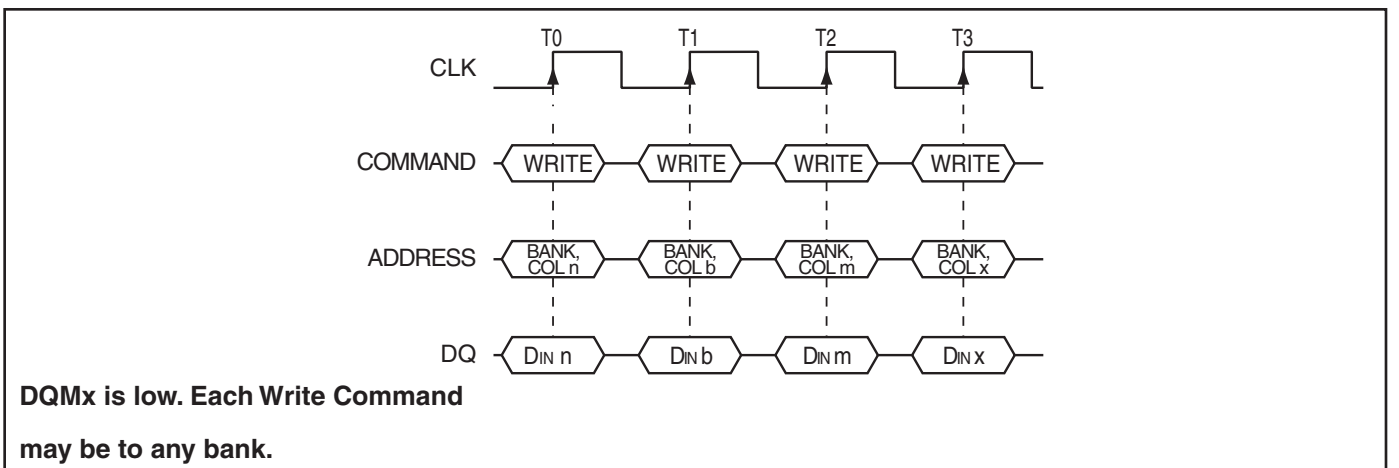 T0 T1 T2 T3
CLK
COMMAND WRITE WRITE WRITE WRITE
ADDRESS BANK, BANK, BANK, BANK,
COL n COL b COL m COL x
DQ DIN n DIN b DIN m DIN x
DQMx is low. Each Write Command
may be to any bank.